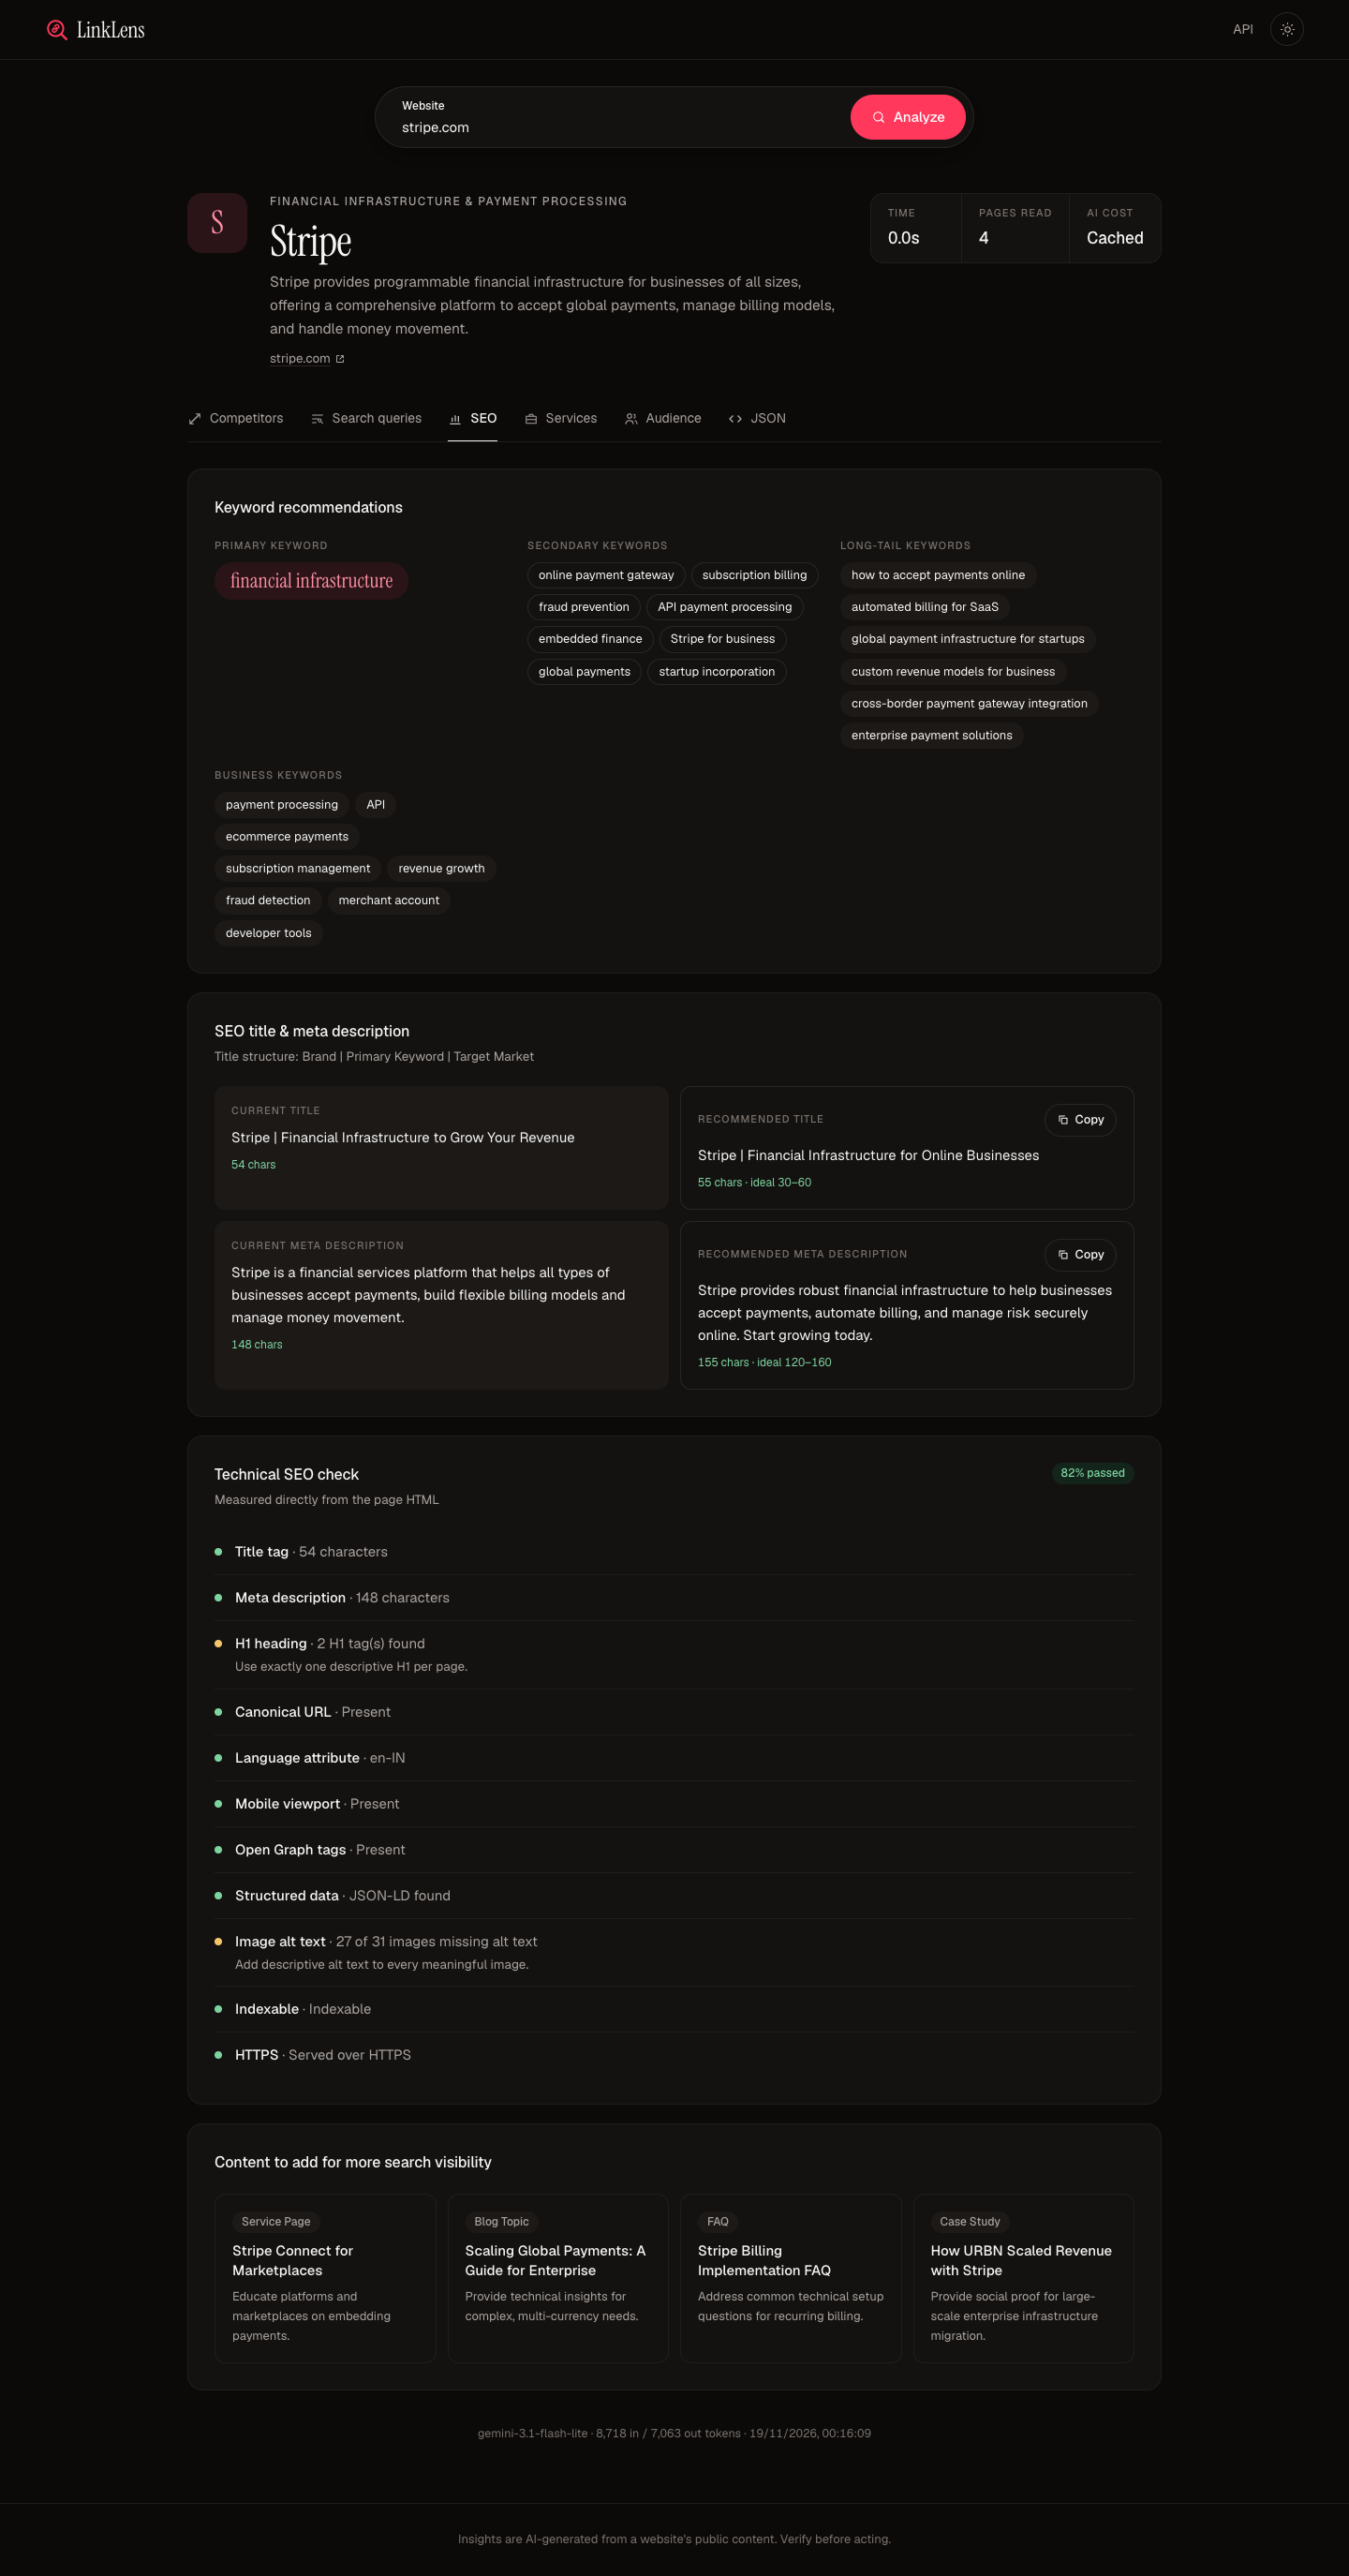 LinkLens
API
Website
stripe.com
Analyze
S
FINANCIAL INFRASTRUCTURE & PAYMENT PROCESSING
Stripe
Stripe provides programmable financial infrastructure for businesses of all sizes,
offering a comprehensive platform to accept global payments, manage billing models,
and handle money movement.
stripe.com
TIME
0.0s
PAGES READ
4
AI COST
Cached
Competitors
Search queries
SEO
Services
Audience
JSON
Keyword recommendations
PRIMARY KEYWORD
financial infrastructure
SECONDARY KEYWORDS
online payment gateway
subscription billing
fraud prevention
API payment processing
embedded finance
Stripe for business
global payments
startup incorporation
LONG-TAIL KEYWORDS
how to accept payments online
automated billing for SaaS
global payment infrastructure for startups
custom revenue models for business
cross-border payment gateway integration
enterprise payment solutions
BUSINESS KEYWORDS
payment processing
API
ecommerce payments
subscription management
revenue growth
fraud detection
merchant account
developer tools
SEO title & meta description
Title structure: Brand | Primary Keyword | Target Market
CURRENT TITLE
Stripe | Financial Infrastructure to Grow Your Revenue
54 chars
RECOMMENDED TITLE
Copy
Stripe | Financial Infrastructure for Online Businesses
55 chars · ideal 30–60
CURRENT META DESCRIPTION
Stripe is a financial services platform that helps all types of
businesses accept payments, build flexible billing models and
manage money movement.
148 chars
RECOMMENDED META DESCRIPTION
Copy
Stripe provides robust financial infrastructure to help businesses
accept payments, automate billing, and manage risk securely
online. Start growing today.
155 chars · ideal 120–160
Technical SEO check
82% passed
Measured directly from the page HTML
Title tag · 54 characters
Meta description · 148 characters
H1 heading · 2 H1 tag(s) found
Use exactly one descriptive H1 per page.
Canonical URL · Present
Language attribute · en-IN
Mobile viewport · Present
Open Graph tags · Present
Structured data · JSON-LD found
Image alt text · 27 of 31 images missing alt text
Add descriptive alt text to every meaningful image.
Indexable · Indexable
HTTPS · Served over HTTPS
Content to add for more search visibility
Service Page
Stripe Connect for
Marketplaces
Educate platforms and
marketplaces on embedding
payments.
Blog Topic
Scaling Global Payments: A
Guide for Enterprise
Provide technical insights for
complex, multi-currency needs.
FAQ
Stripe Billing
Implementation FAQ
Address common technical setup
questions for recurring billing.
Case Study
How URBN Scaled Revenue
with Stripe
Provide social proof for large-
scale enterprise infrastructure
migration.
gemini-3.1-flash-lite · 8,718 in / 7,063 out tokens · 19/11/2026, 00:16:09
Insights are AI-generated from a website's public content. Verify before acting.